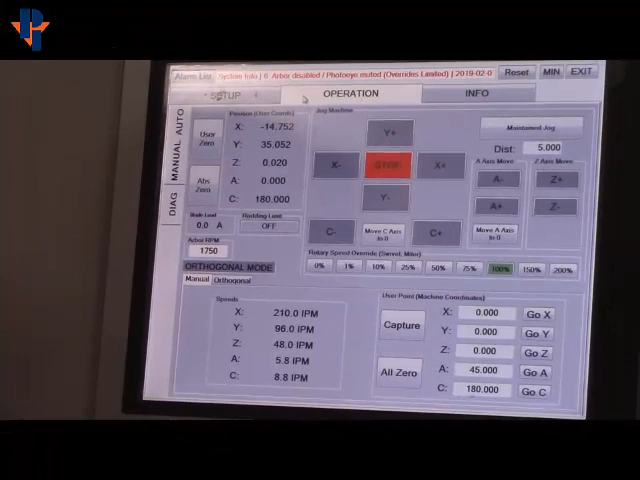 Alarm List System Info | 6 Arbor disabled / Photoeye muted (Overrides Limited) | 2019-02-0 Reset MIN EXIT
SETUP OPERATION INFO
MANUAL AUTO
DIAG
User Zero
Abs Zero
Position (User Coords)
X: -14.752
Y: 35.052
Z: 0.020
A: 0.000
C: 180.000
Blade Load
0.0 A
Rodding Limit
OFF
Arbor RPM
1750
ORTHOGONAL MODE
Jog Machine
Y+
X- STOP X+
Y-
C- Move C Axis to 0 C+
Maintained Jog
Dist: 5.000
A Axis Move Z Axis Move
A- Z+
A+ Z-
Move A Axis to 0
Rotary Speed Override (Swivel, Miter)
0% 1% 10% 25% 50% 75% 100% 150% 200%
Manual Orthogonal
Speeds
X: 210.0 IPM
Y: 96.0 IPM
Z: 48.0 IPM
A: 5.8 IPM
C: 8.8 IPM
User Point (Machine Coordinates)
Capture
All Zero
X: 0.000 Go X
Y: 0.000 Go Y
Z: 0.000 Go Z
A: 45.000 Go A
C: 180.000 Go C